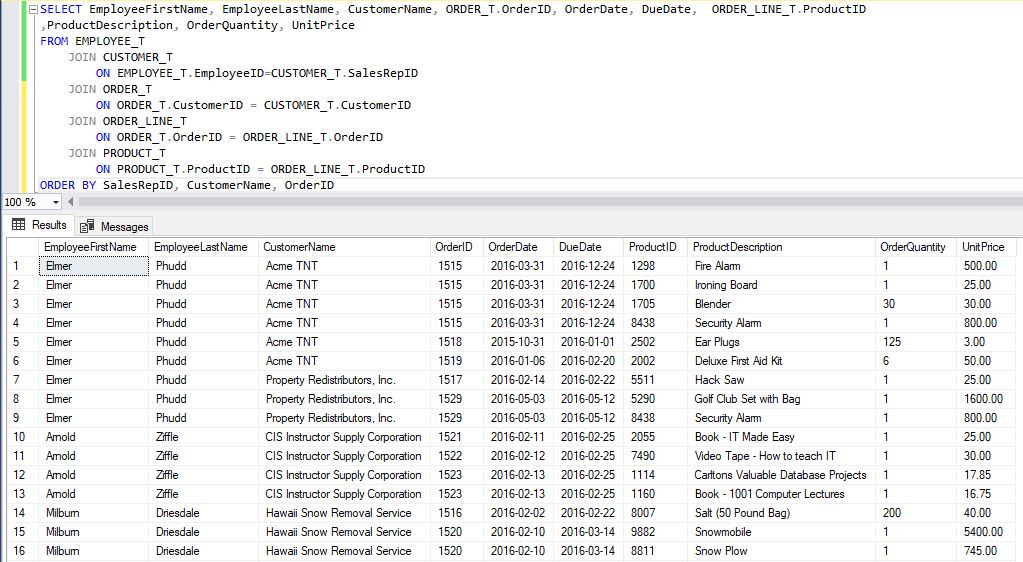 SELECT EmployeeFirstName, EmployeeLastName, CustomerName, ORDER_T.OrderID, OrderDate, DueDate, ORDER_LINE_T.ProductID
,ProductDescription, OrderQuantity, UnitPrice
FROM EMPLOYEE_T
JOIN CUSTOMER_T
ON EMPLOYEE_T.EmployeeID=CUSTOMER_T.SalesRepID
JOIN ORDER_T
ON ORDER_T.CustomerID = CUSTOMER_T.CustomerID
JOIN ORDER_LINE_T
ON ORDER_T.OrderID = ORDER_LINE_T.OrderID
JOIN PRODUCT_T
ON PRODUCT_T.ProductID = ORDER_LINE_T.ProductID
ORDER BY SalesRepID, CustomerName, OrderID
100 %
Results Messages
EmployeeFirstName EmployeeLastName CustomerName OrderID OrderDate DueDate ProductID ProductDescription OrderQuantity UnitPrice
1 Elmer Phudd Acme TNT 1515 2016-03-31 2016-12-24 1298 Fire Alarm 1 500.00
2 Elmer Phudd Acme TNT 1515 2016-03-31 2016-12-24 1700 Ironing Board 1 25.00
3 Elmer Phudd Acme TNT 1515 2016-03-31 2016-12-24 1705 Blender 30 30.00
4 Elmer Phudd Acme TNT 1515 2016-03-31 2016-12-24 8438 Security Alarm 1 800.00
5 Elmer Phudd Acme TNT 1518 2015-10-31 2016-01-01 2502 Ear Plugs 125 3.00
6 Elmer Phudd Acme TNT 1519 2016-01-06 2016-02-20 2002 Deluxe First Aid Kit 6 50.00
7 Elmer Phudd Property Redistributors, Inc. 1517 2016-02-14 2016-02-22 5511 Hack Saw 1 25.00
8 Elmer Phudd Property Redistributors, Inc. 1529 2016-05-03 2016-05-12 5290 Golf Club Set with Bag 1 1600.00
9 Elmer Phudd Property Redistributors, Inc. 1529 2016-05-03 2016-05-12 8438 Security Alarm 1 800.00
10 Arnold Ziffle CIS Instructor Supply Corporation 1521 2016-02-11 2016-02-25 2055 Book - IT Made Easy 1 25.00
11 Arnold Ziffle CIS Instructor Supply Corporation 1522 2016-02-12 2016-02-25 7490 Video Tape - How to teach IT 1 30.00
12 Arnold Ziffle CIS Instructor Supply Corporation 1523 2016-02-13 2016-02-25 1114 Carltons Valuable Database Projects 1 17.85
13 Arnold Ziffle CIS Instructor Supply Corporation 1523 2016-02-13 2016-02-25 1160 Book - 1001 Computer Lectures 1 16.75
14 Milburn Driesdale Hawaii Snow Removal Service 1516 2016-02-02 2016-02-22 8007 Salt (50 Pound Bag) 200 40.00
15 Milburn Driesdale Hawaii Snow Removal Service 1520 2016-02-10 2016-03-14 9882 Snowmobile 1 5400.00
16 Milburn Driesdale Hawaii Snow Removal Service 1520 2016-02-10 2016-03-14 8811 Snow Plow 1 745.00